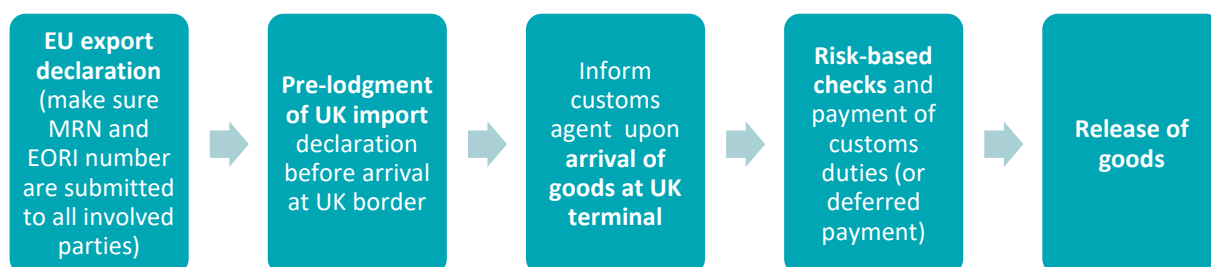 EU export
declaration
(make sure
MRN and
EORI number
are submitted
to all involved
parties)
Pre-lodgment
of UK import
declaration
before arrival
at UK border
Inform
customs
agent upon
arrival of
goods at UK
terminal
Risk-based
checks and
payment of
customs
duties (or
deferred
payment)
Release of
goods